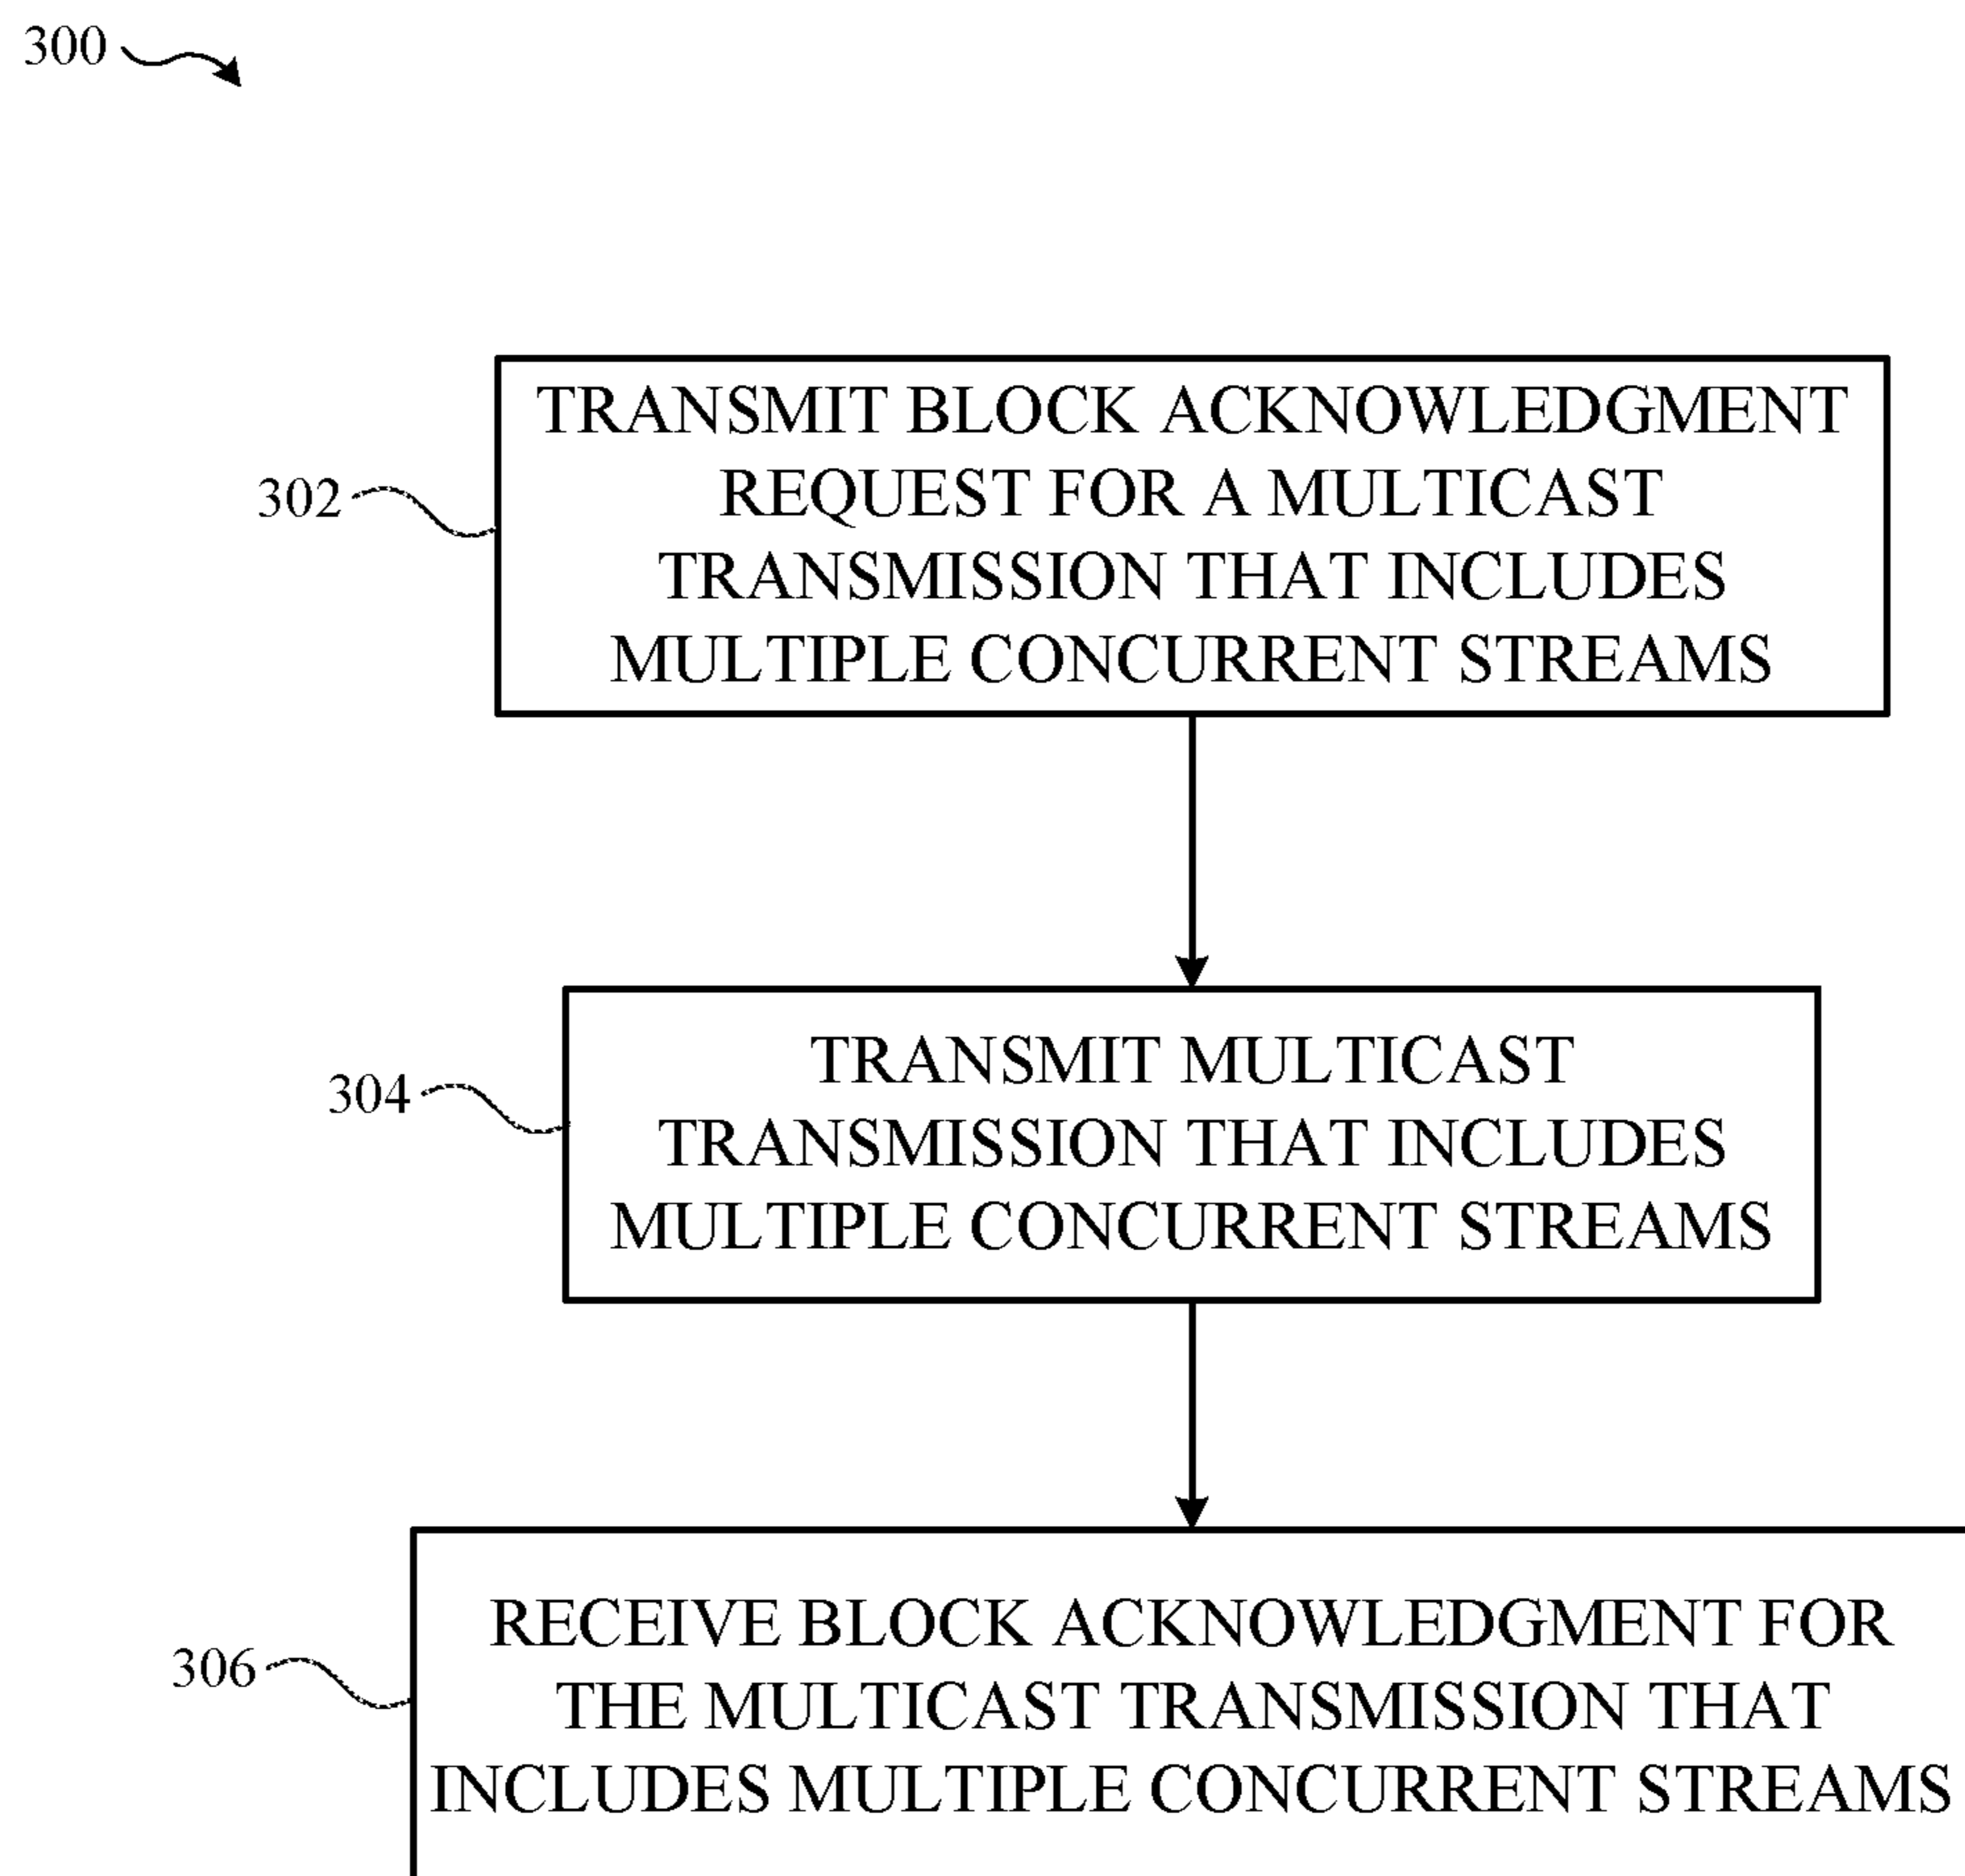 300
TRANSMIT BLOCK ACKNOWLEDGMENT
REQUEST FOR A MULTICAST
TRANSMISSION THAT INCLUDES
MULTIPLE CONCURRENT STREAMS
302
TRANSMIT MULTICAST
TRANSMISSION THAT INCLUDES
MULTIPLE CONCURRENT STREAMS
304
RECEIVE BLOCK ACKNOWLEDGMENT FOR
THE MULTICAST TRANSMISSION THAT
INCLUDES MULTIPLE CONCURRENT STREAMS
306